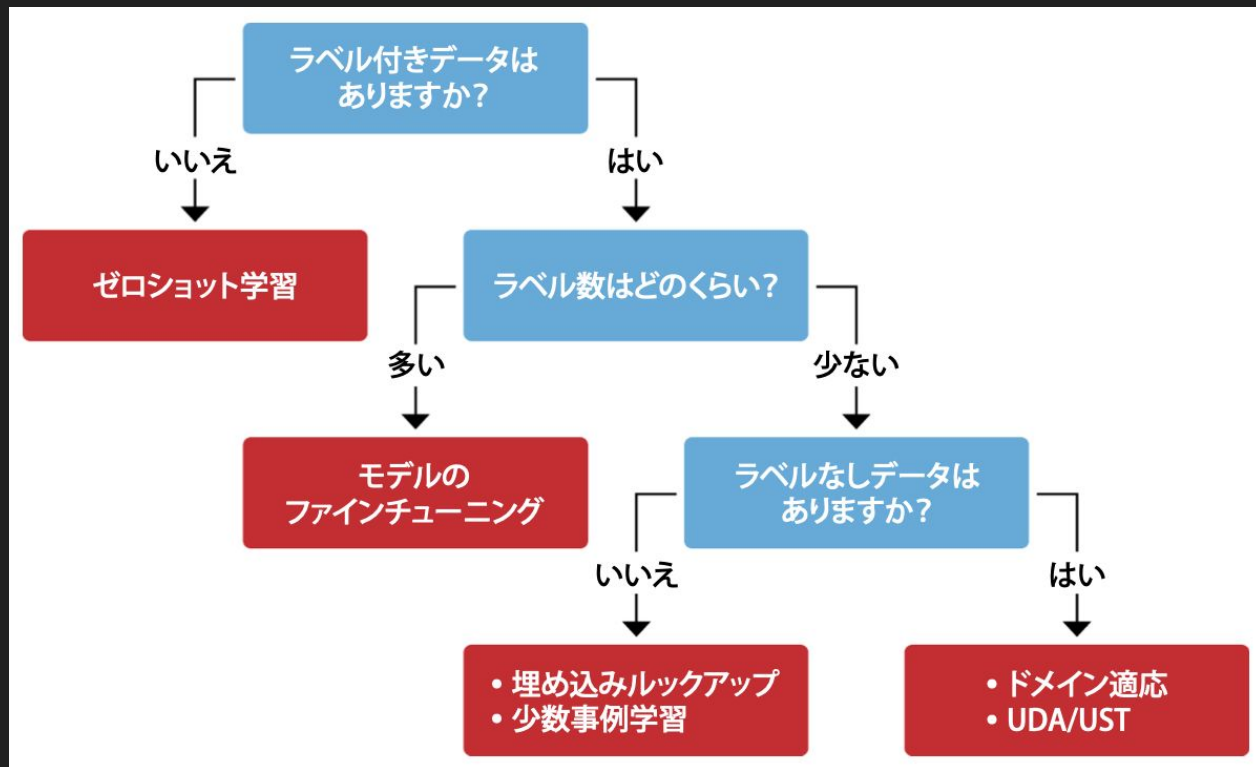 ラベル付きデータは
ありますか?
いいえ
はい
ゼロショット学習
ラベル数はどのくらい?
多い
少ない
モデルの
ファインチューニング
ラベルなしデータは
ありますか?
いいえ
はい
• 埋め込みルックアップ
• 少数事例学習
• ドメイン適応
• UDA/UST